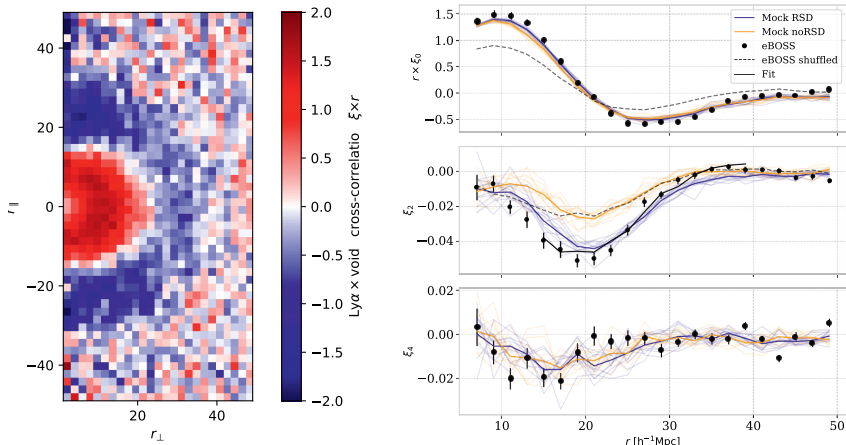 40
20
0
−20
−40
r∥
20
40
r⊥
2.0
1.5
1.0
0.5
0.0
−0.5
−1.0
−1.5
−2.0
Lyα × void cross-correlatio ξ×r
1.5
1.0
0.5
0.0
−0.5
r × ξ0
Mock RSD
Mock noRSD
eBOSS
eBOSS shuffled
Fit
0.00
−0.02
−0.04
ξ2
0.02
0.00
−0.02
ξ4
10
20
30
40
50
r [h⁻¹Mpc]